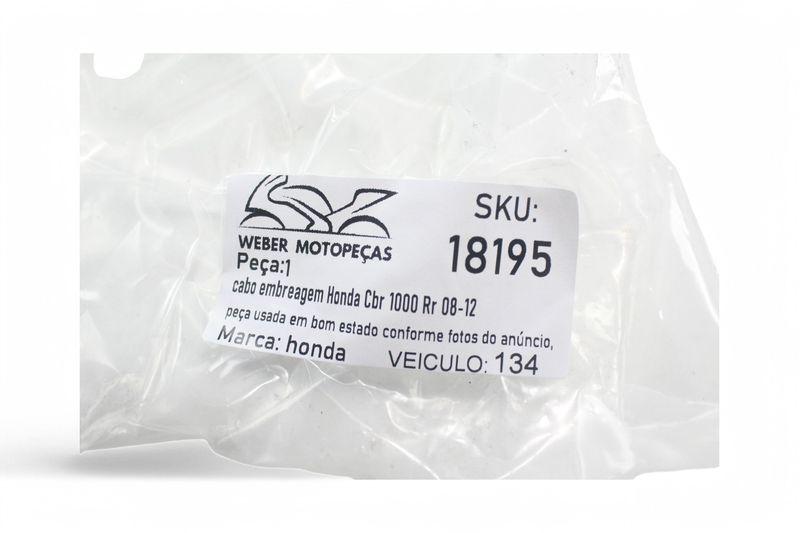 WEBER MOTOPEÇAS
SKU:
18195
Peça:1
cabo embreagem Honda Cbr 1000 Rr 08-12
peça usada em bom estado conforme fotos do anúncio,
Marca: honda
VEICULO: 134